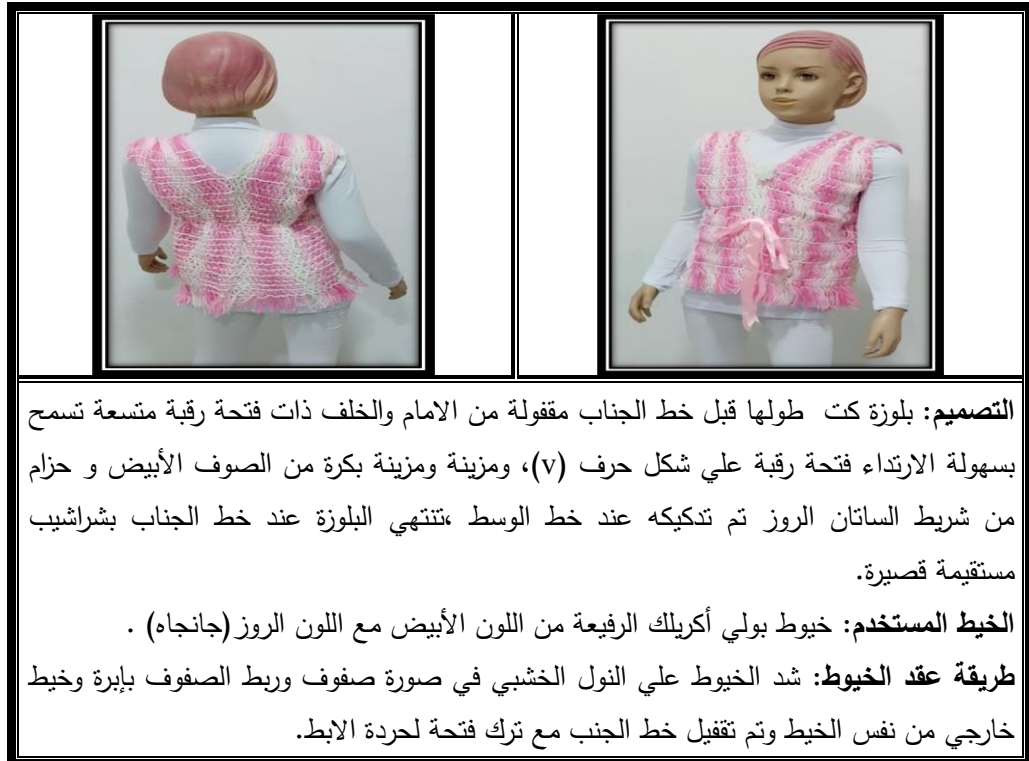 التصميم: بلوزة كت طولها قبل خط الجناب مقفولة من الامام والخلف ذات فتحة رقبة متسعة تسمح
بسهولة الارتداء فتحة رقبة علي شكل حرف (v)، ومزينة ومزينة بكرة من الصوف الأبيض و حزام
من شريط الساتان الروز تم تدكيكه عند خط الوسط ،تنتهي البلوزة عند خط الجناب بشراشيب
مستقيمة قصيرة.
الخيط المستخدم: خيوط بولي أكريلك الرفيعة من اللون الأبيض مع اللون الروز(جانجاه) .
طريقة عقد الخيوط: شد الخيوط علي النول الخشبي في صورة صفوف وربط الصفوف بإبرة وخيط
خارجي من نفس الخيط وتم تقفيل خط الجنب مع ترك فتحة لحردة الابط.